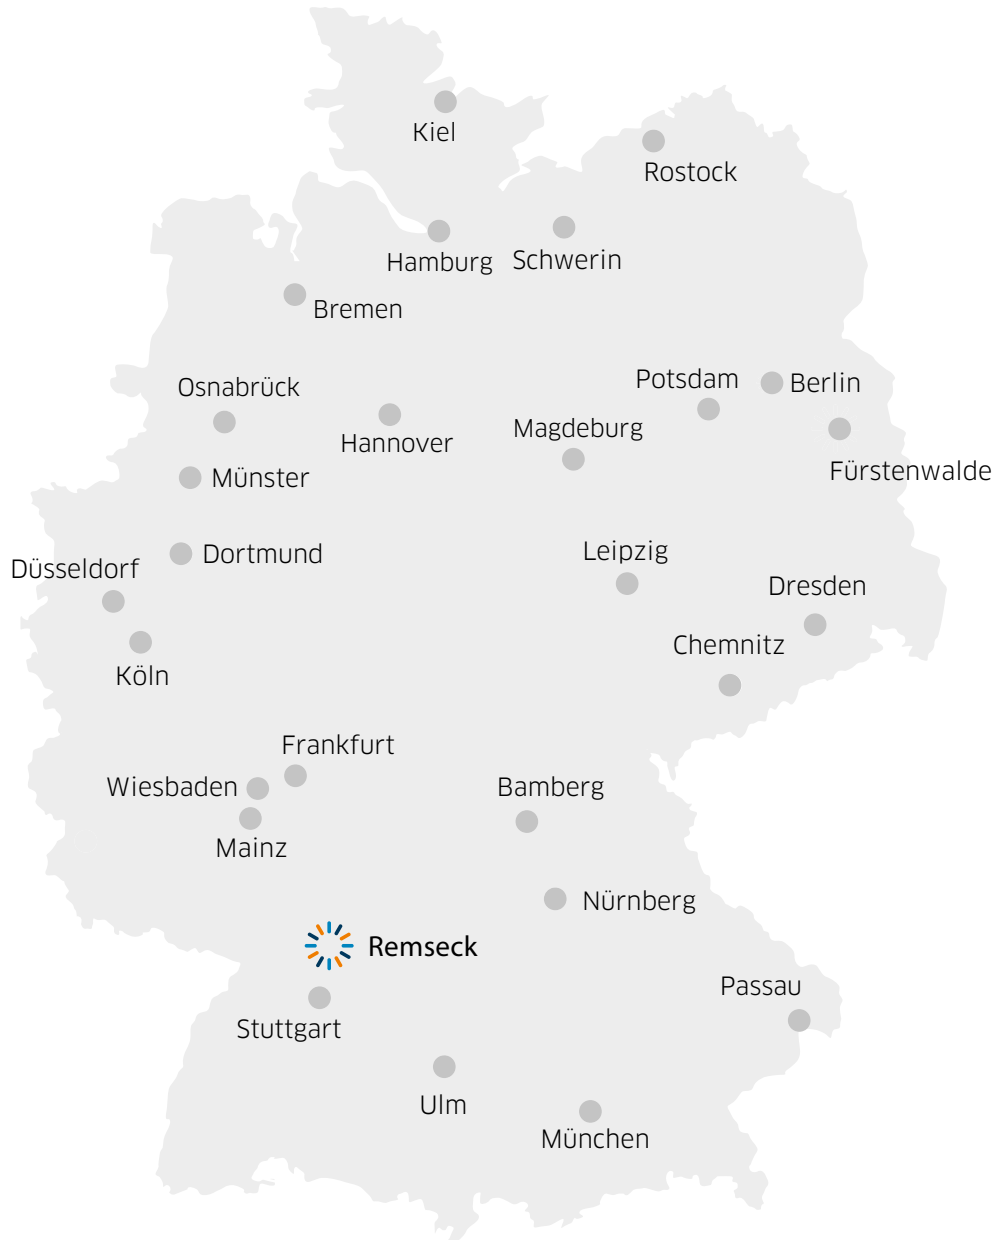 Kiel
Rostock
Hamburg
Schwerin
Bremen
Potsdam
Berlin
Osnabrück
Magdeburg
Hannover
Fürstenwalde
Münster
Leipzig
Dortmund
Düsseldorf
Dresden
Chemnitz
Köln
Frankfurt
Wiesbaden
Bamberg
Mainz
Nürnberg
Remseck
Passau
Stuttgart
Ulm
München